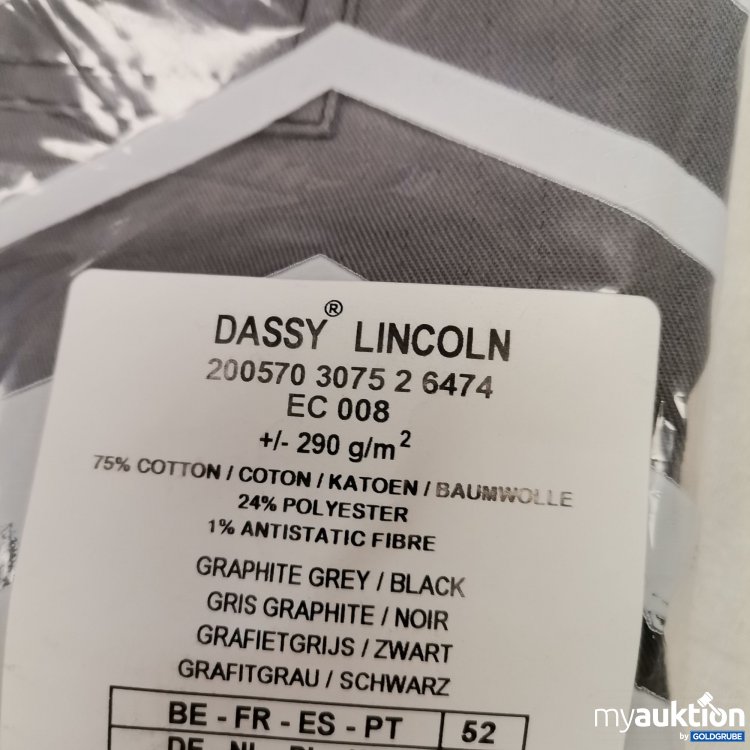 DASSY® LINCOLN
200570 3075 2 6474
EC 008
+/- 290 g/m²
75% COTTON / COTON / KATOEN / BAUMWOLLE
24% POLYESTER
1% ANTISTATIC FIBRE
GRAPHITE GREY / BLACK
GRIS GRAPHITE / NOIR
GRAFIETGRIJS / ZWART
GRAFITGRAU / SCHWARZ
BE - FR - ES - PT 52
DE - NL
myauktion
by GOLDGRUBE